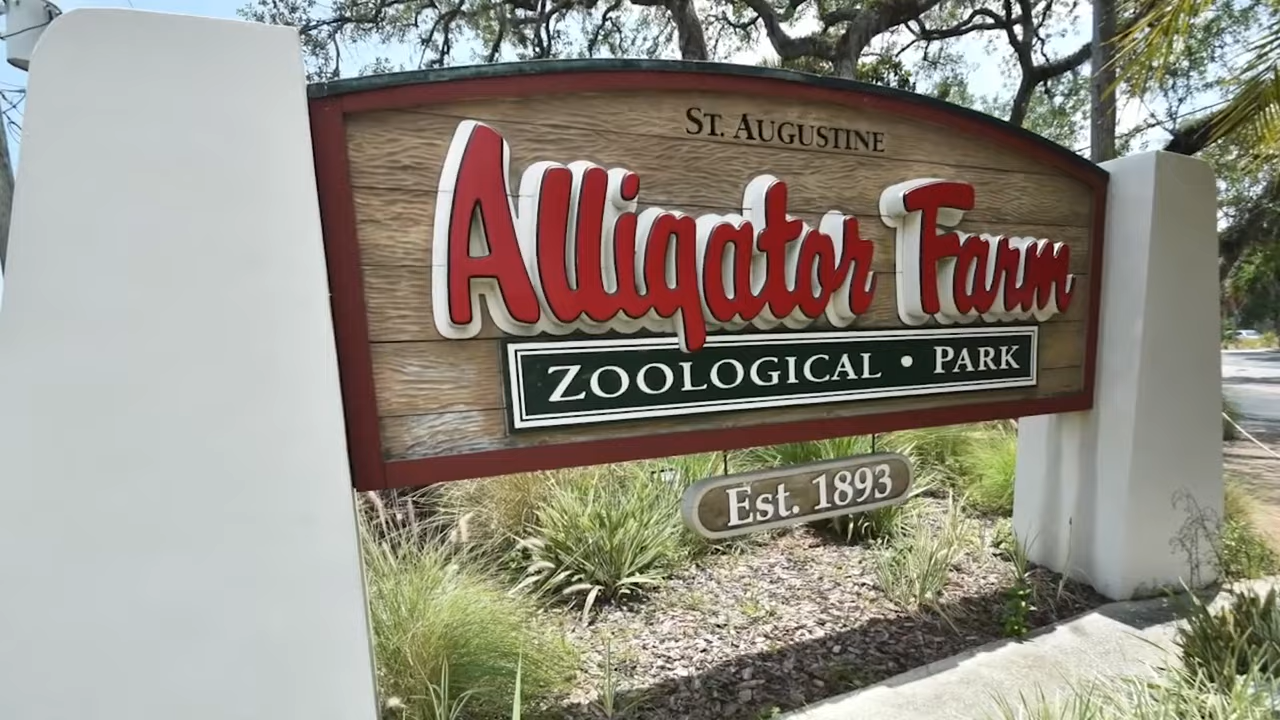 St. Augustine
Alligator Farm
Zoological • Park
Est. 1893